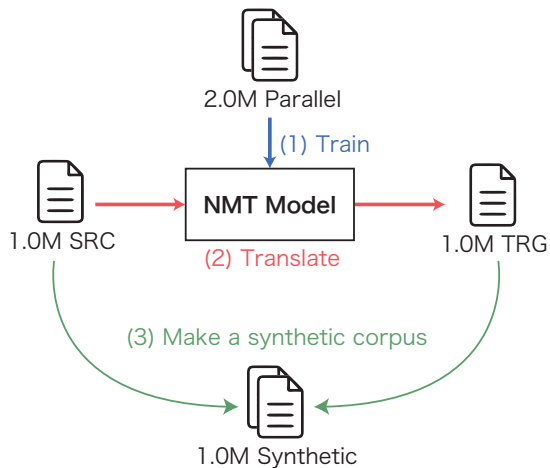 2.0M Parallel
(1) Train
NMT Model
1.0M SRC
(2) Translate
1.0M TRG
(3) Make a synthetic corpus
1.0M Synthetic